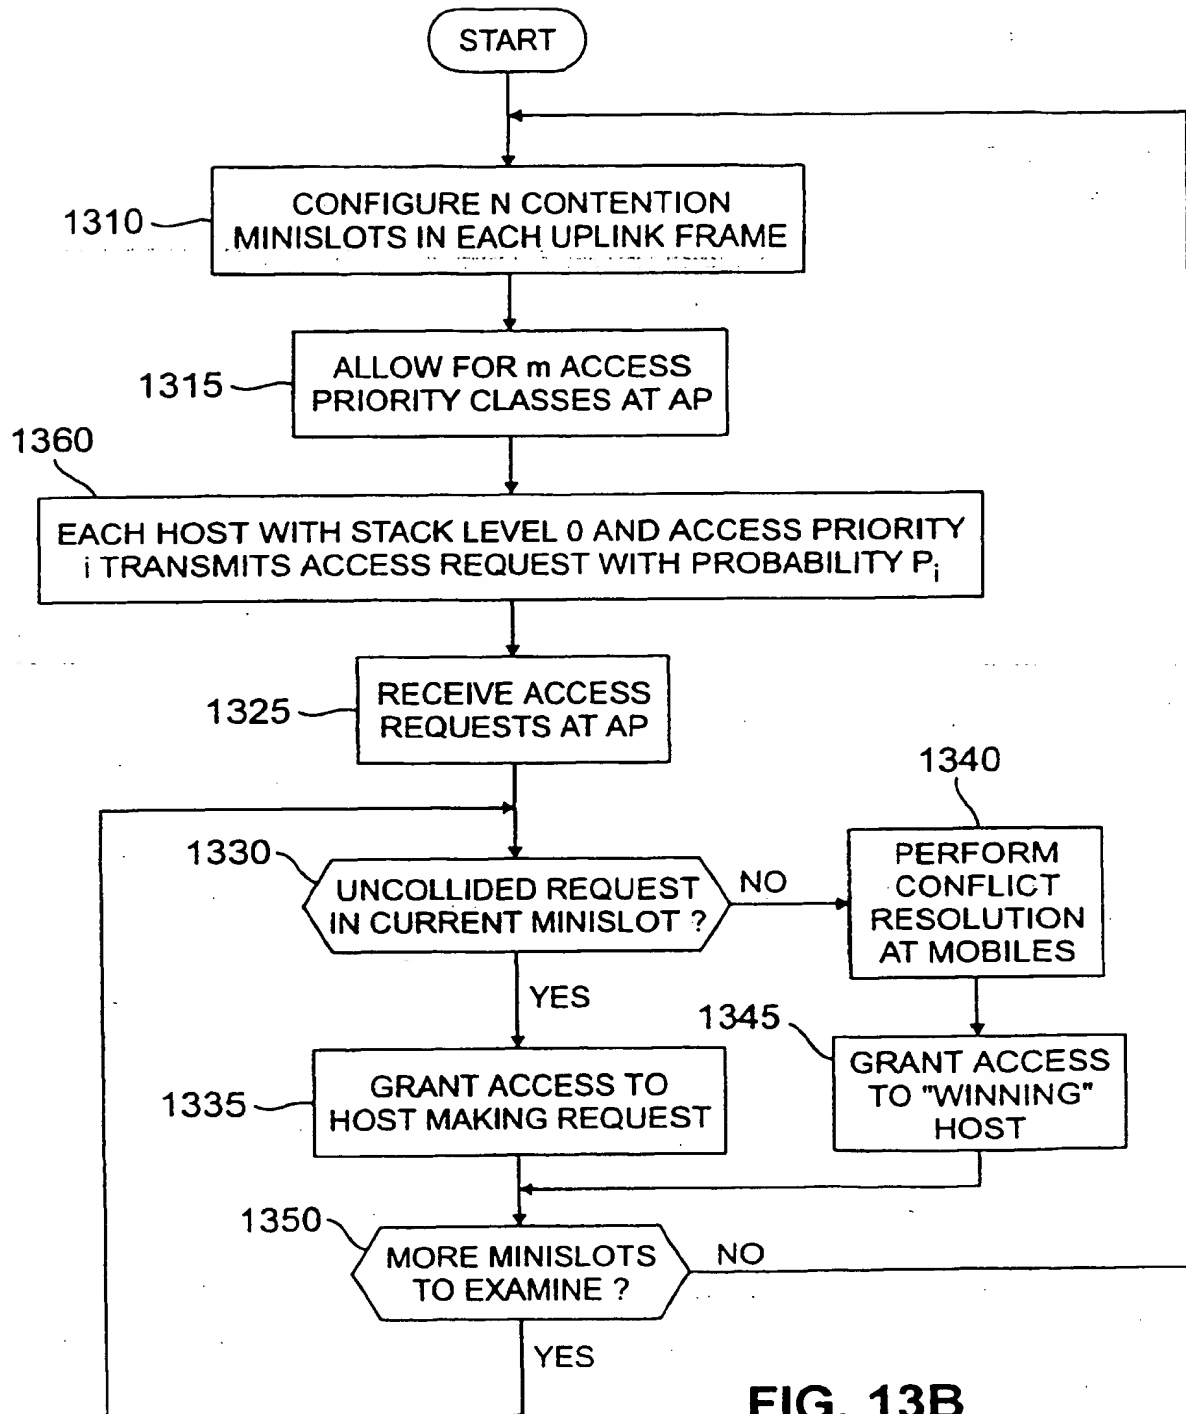 START
1310
CONFIGURE N CONTENTION
MINISLOTS IN EACH UPLINK FRAME
1315
ALLOW FOR m ACCESS
PRIORITY CLASSES AT AP
1360
EACH HOST WITH STACK LEVEL 0 AND ACCESS PRIORITY
i TRANSMITS ACCESS REQUEST WITH PROBABILITY Pi
1325
RECEIVE ACCESS
REQUESTS AT AP
1330
UNCOLLIDED REQUEST
IN CURRENT MINISLOT ?
NO
1340
PERFORM
CONFLICT
RESOLUTION
AT MOBILES
YES
1335
GRANT ACCESS TO
HOST MAKING REQUEST
1345
GRANT ACCESS
TO "WINNING"
HOST
1350
MORE MINISLOTS
TO EXAMINE ?
NO
YES
FIG. 13B